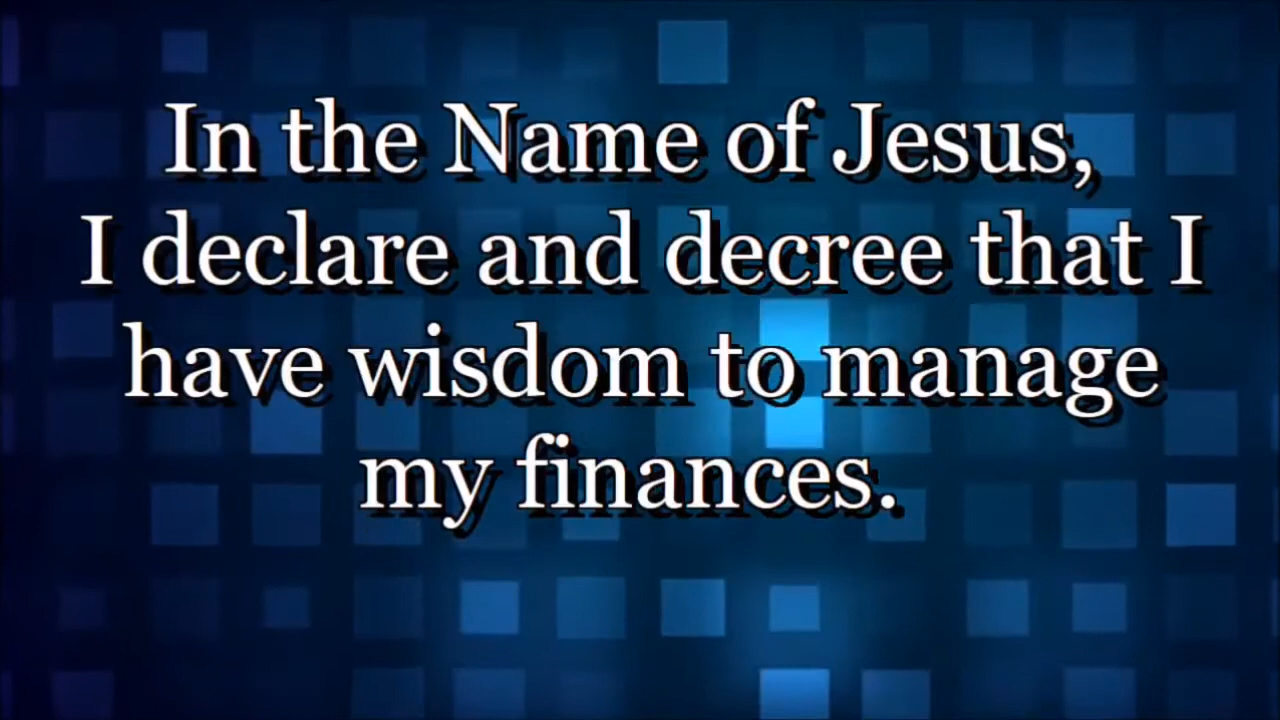 In the Name of Jesus,
I declare and decree that I
have wisdom to manage
my finances.